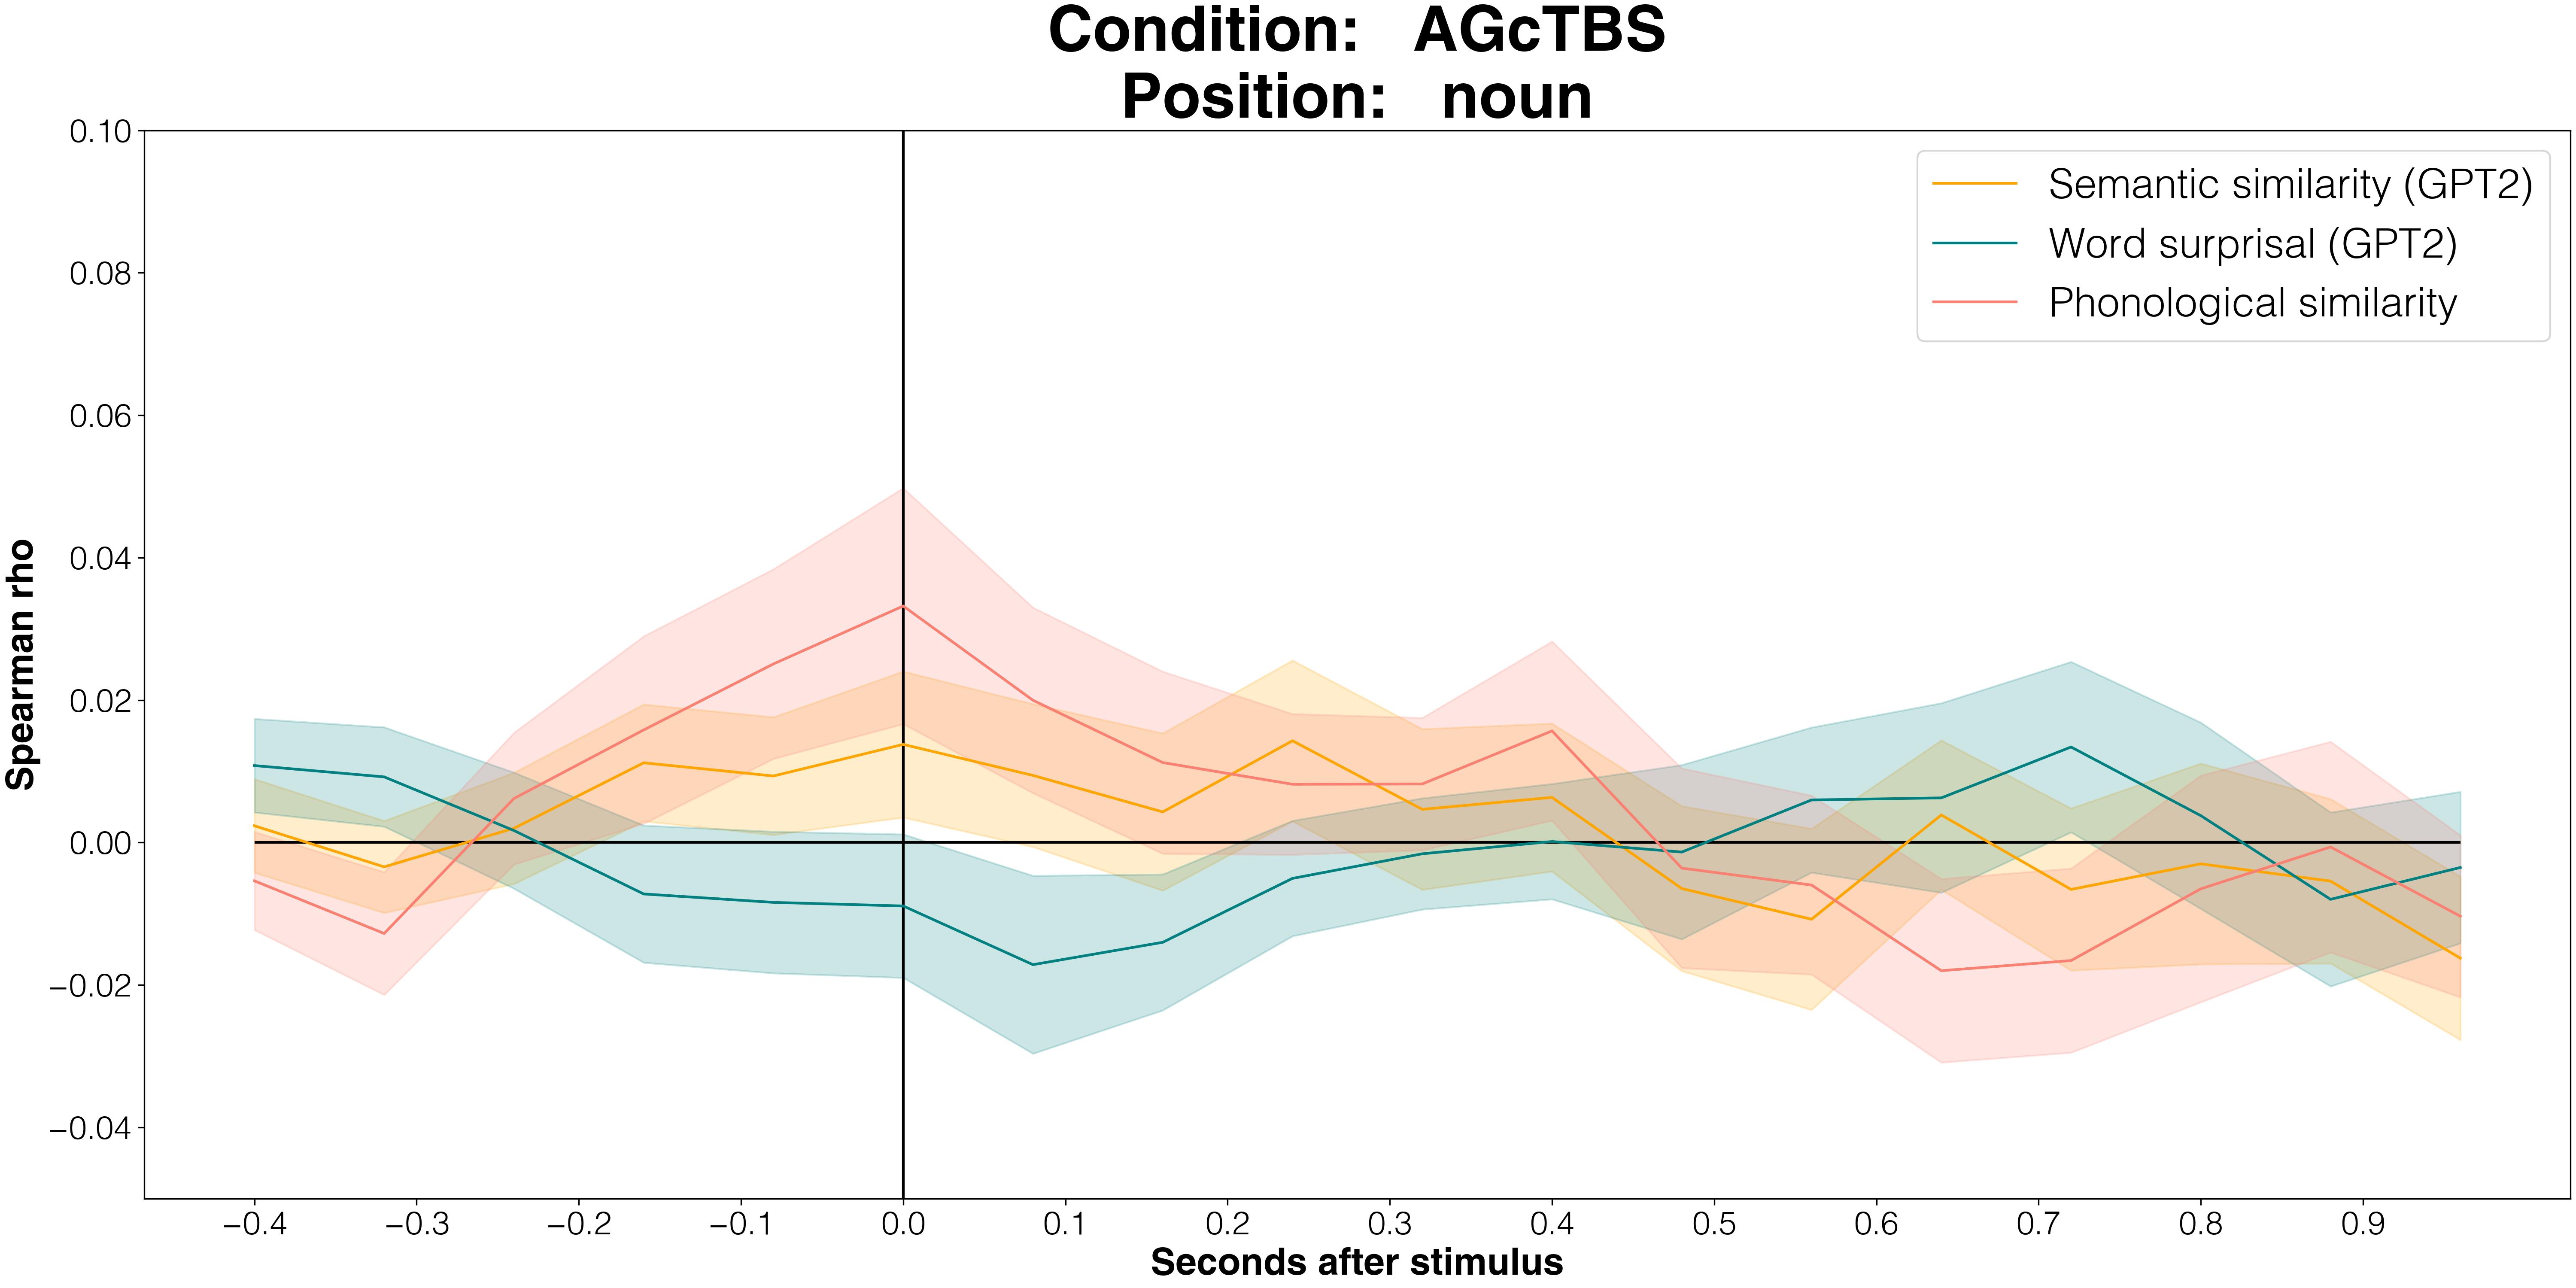 Condition:   AGcTBS
Position:   noun
0.10
0.08
0.06
0.04
0.02
0.00
−0.02
−0.04
Spearman rho
Semantic similarity (GPT2)
Word surprisal (GPT2)
Phonological similarity
−0.4 −0.3 −0.2 −0.1 0.0 0.1 0.2 0.3 0.4 0.5 0.6 0.7 0.8 0.9
Seconds after stimulus